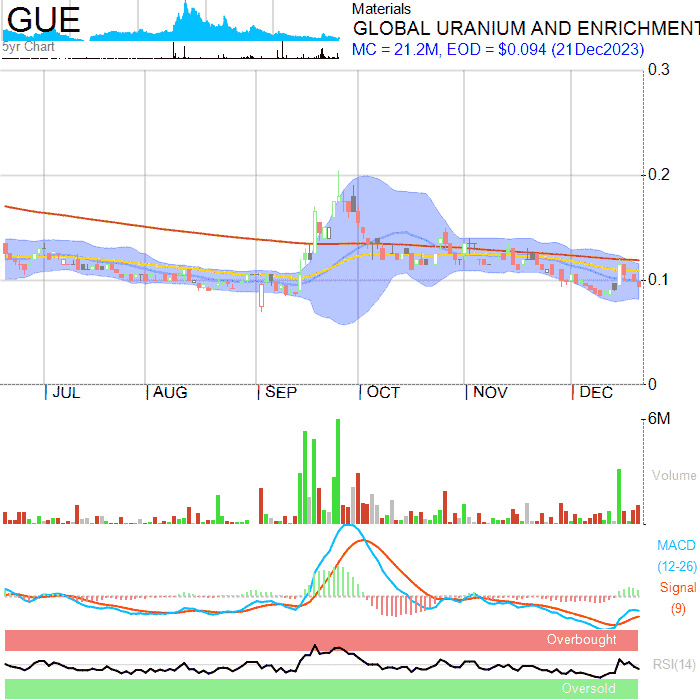 GUE
5yr Chart
Materials
GLOBAL URANIUM AND ENRICHMENT
MC = 21.2M, EOD = $0.094 (21Dec2023)
0.3
0.2
0.1
0
JUL AUG SEP OCT NOV DEC
6M
Volume
MACD
(12-26)
Signal
(9)
Overbought
RSI(14)
Oversold